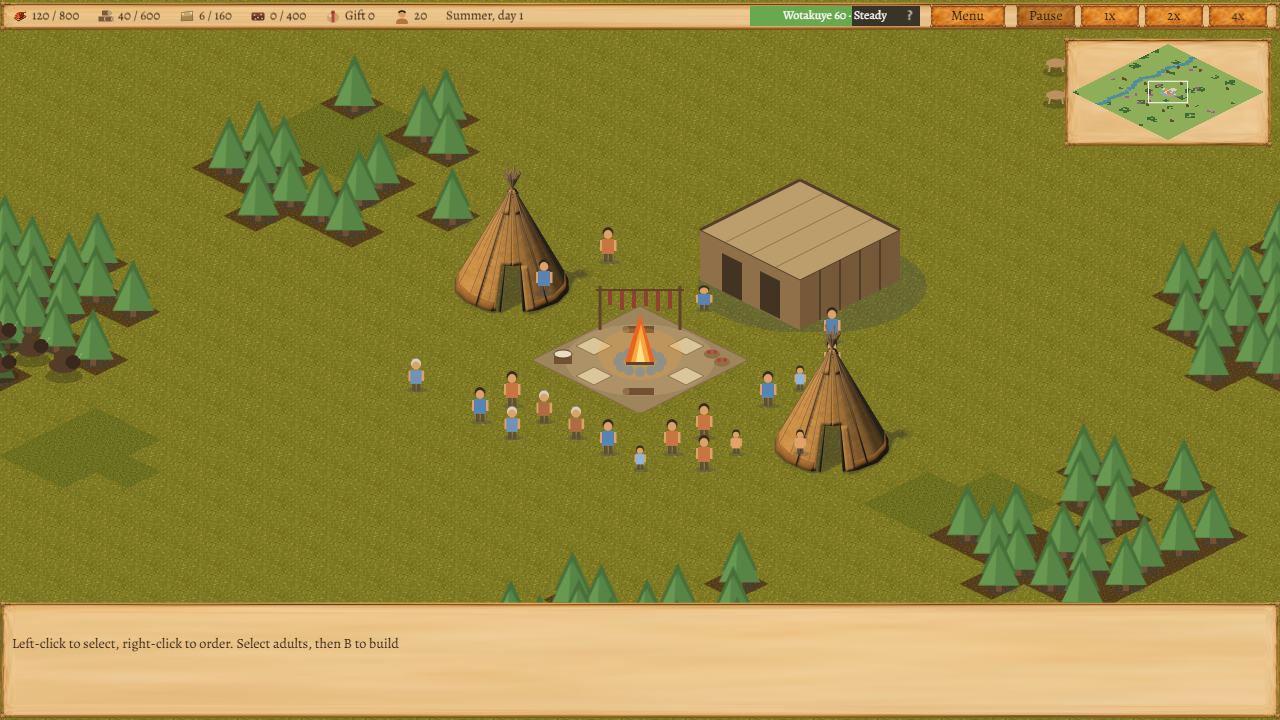 120 / 800 40 / 600 6 / 160 0 / 400 Gift 0 20 Summer, day 1 Wotakuye 60 · Steady ? Menu Pause 1x 2x 4x
Left-click to select, right-click to order. Select adults, then B to build